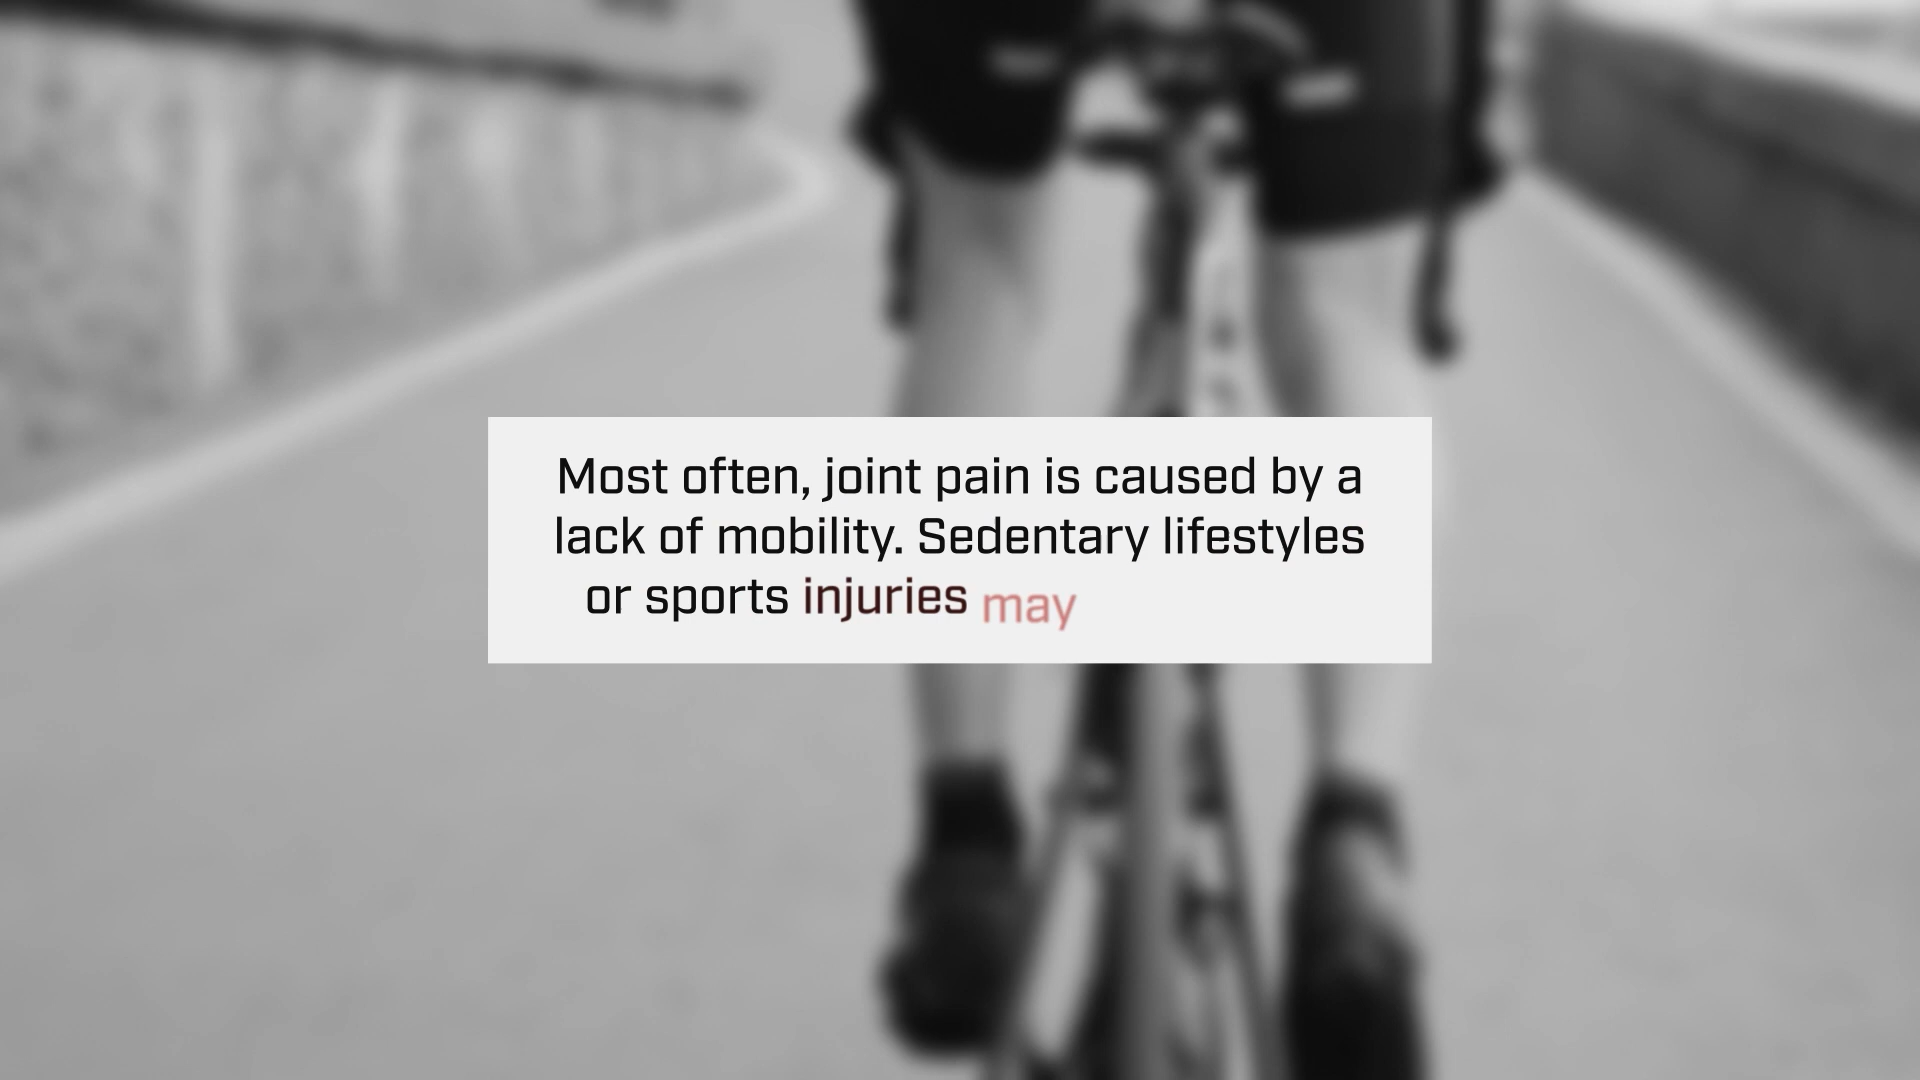 Most often, joint pain is caused by a
lack of mobility. Sedentary lifestyles
or sports injuries may